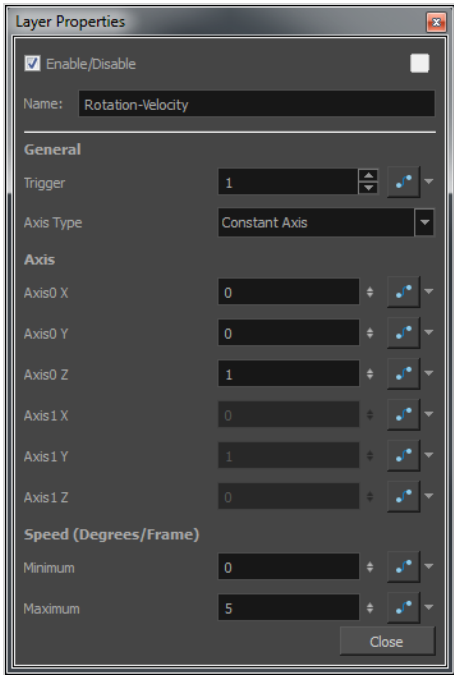 Layer Properties
Enable/Disable
Name: Rotation-Velocity
General
Trigger 1
Axis Type Constant Axis
Axis
Axis0 X 0
Axis0 Y 0
Axis0 Z 1
Axis1 X 0
Axis1 Y 1
Axis1 Z 0
Speed (Degrees/Frame)
Minimum 0
Maximum 5
Close